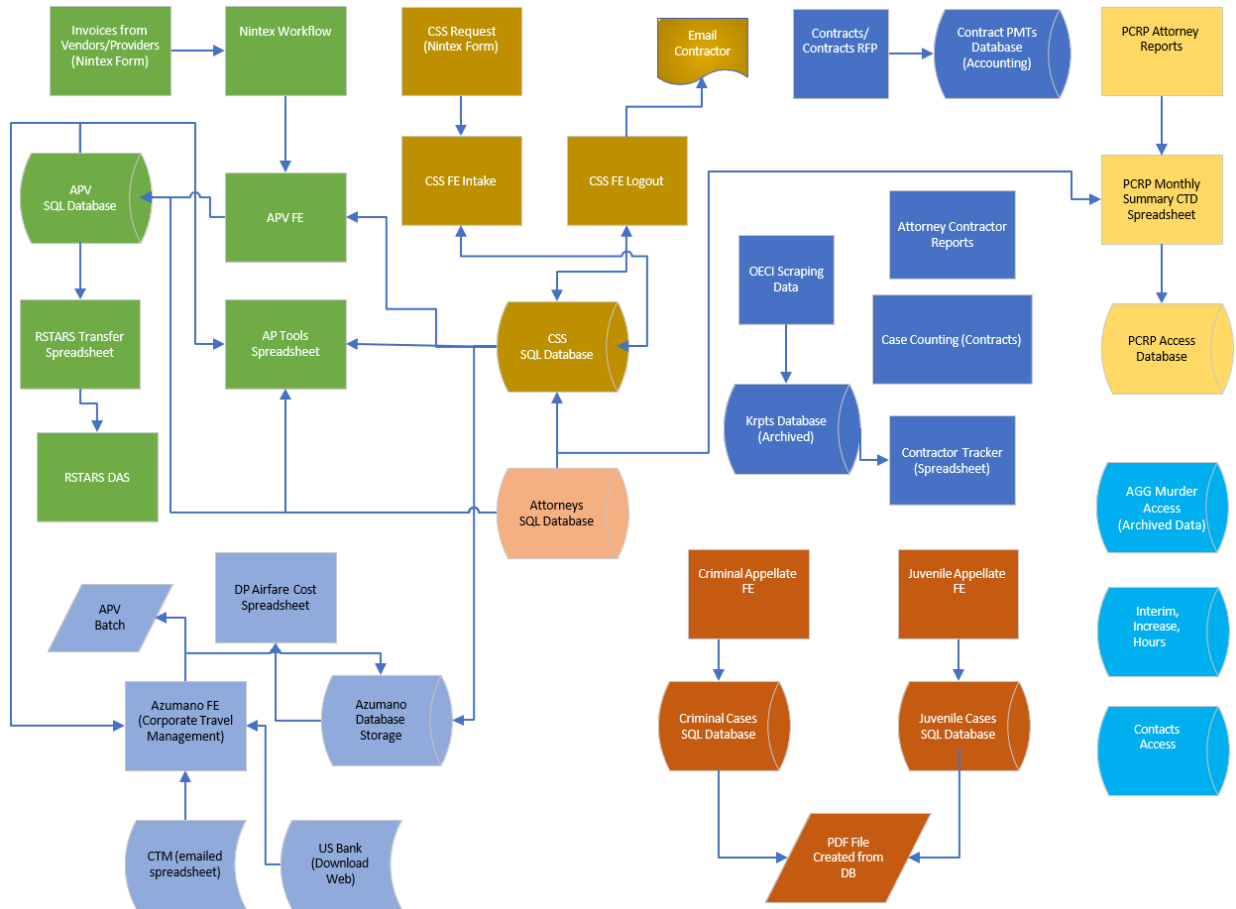 Invoices from
Vendors/Providers
(Nintex Form)
Nintex Workflow
CSS Request
(Nintex Form)
Email
Contractor
Contracts/
Contracts RFP
Contract PMTs
Database
(Accounting)
PCRP Attorney
Reports
APV
SQL Database
APV FE
CSS FE Intake
CSS FE Logout
PCRP Monthly
Summary CTD
Spreadsheet
Attorney Contractor
Reports
OECI Scraping
Data
RSTARS Transfer
Spreadsheet
AP Tools
Spreadsheet
CSS
SQL Database
Case Counting (Contracts)
PCRP Access
Database
Krpts Database
(Archived)
Contractor Tracker
(Spreadsheet)
RSTARS DAS
Attorneys
SQL Database
AGG Murder
Access
(Archived Data)
DP Airfare Cost
Spreadsheet
Criminal Appellate
FE
Juvenile Appellate
FE
APV
Batch
Interim,
Increase,
Hours
Azumano FE
(Corporate Travel
Management)
Azumano
Database
Storage
Criminal Cases
SQL Database
Juvenile Cases
SQL Database
Contacts
Access
CTM (emailed
spreadsheet)
US Bank
(Download
Web)
PDF File
Created from
DB